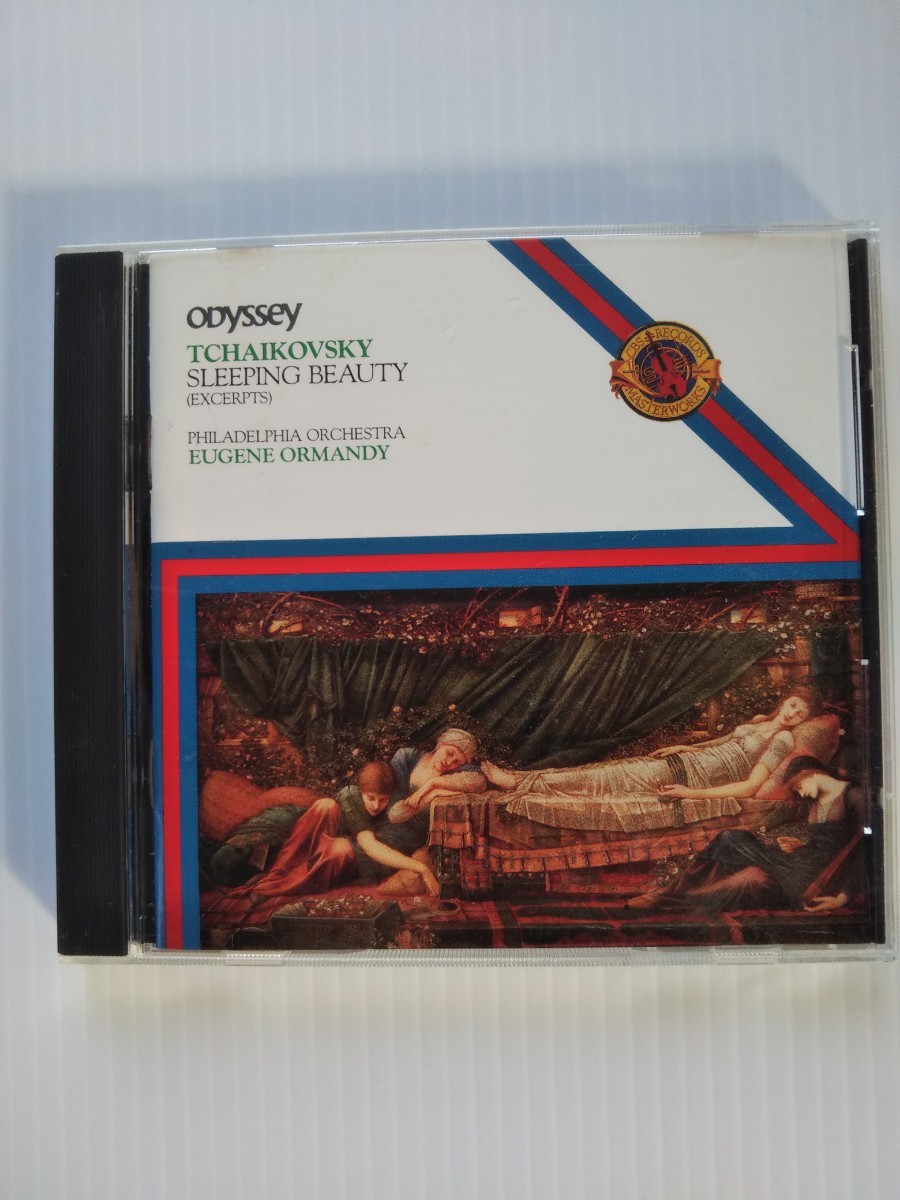 ODYSSEY
TCHAIKOVSKY
SLEEPING BEAUTY
(EXCERPTS)
PHILADELPHIA ORCHESTRA
EUGENE ORMANDY
CBS RECORDS
MASTERWORKS